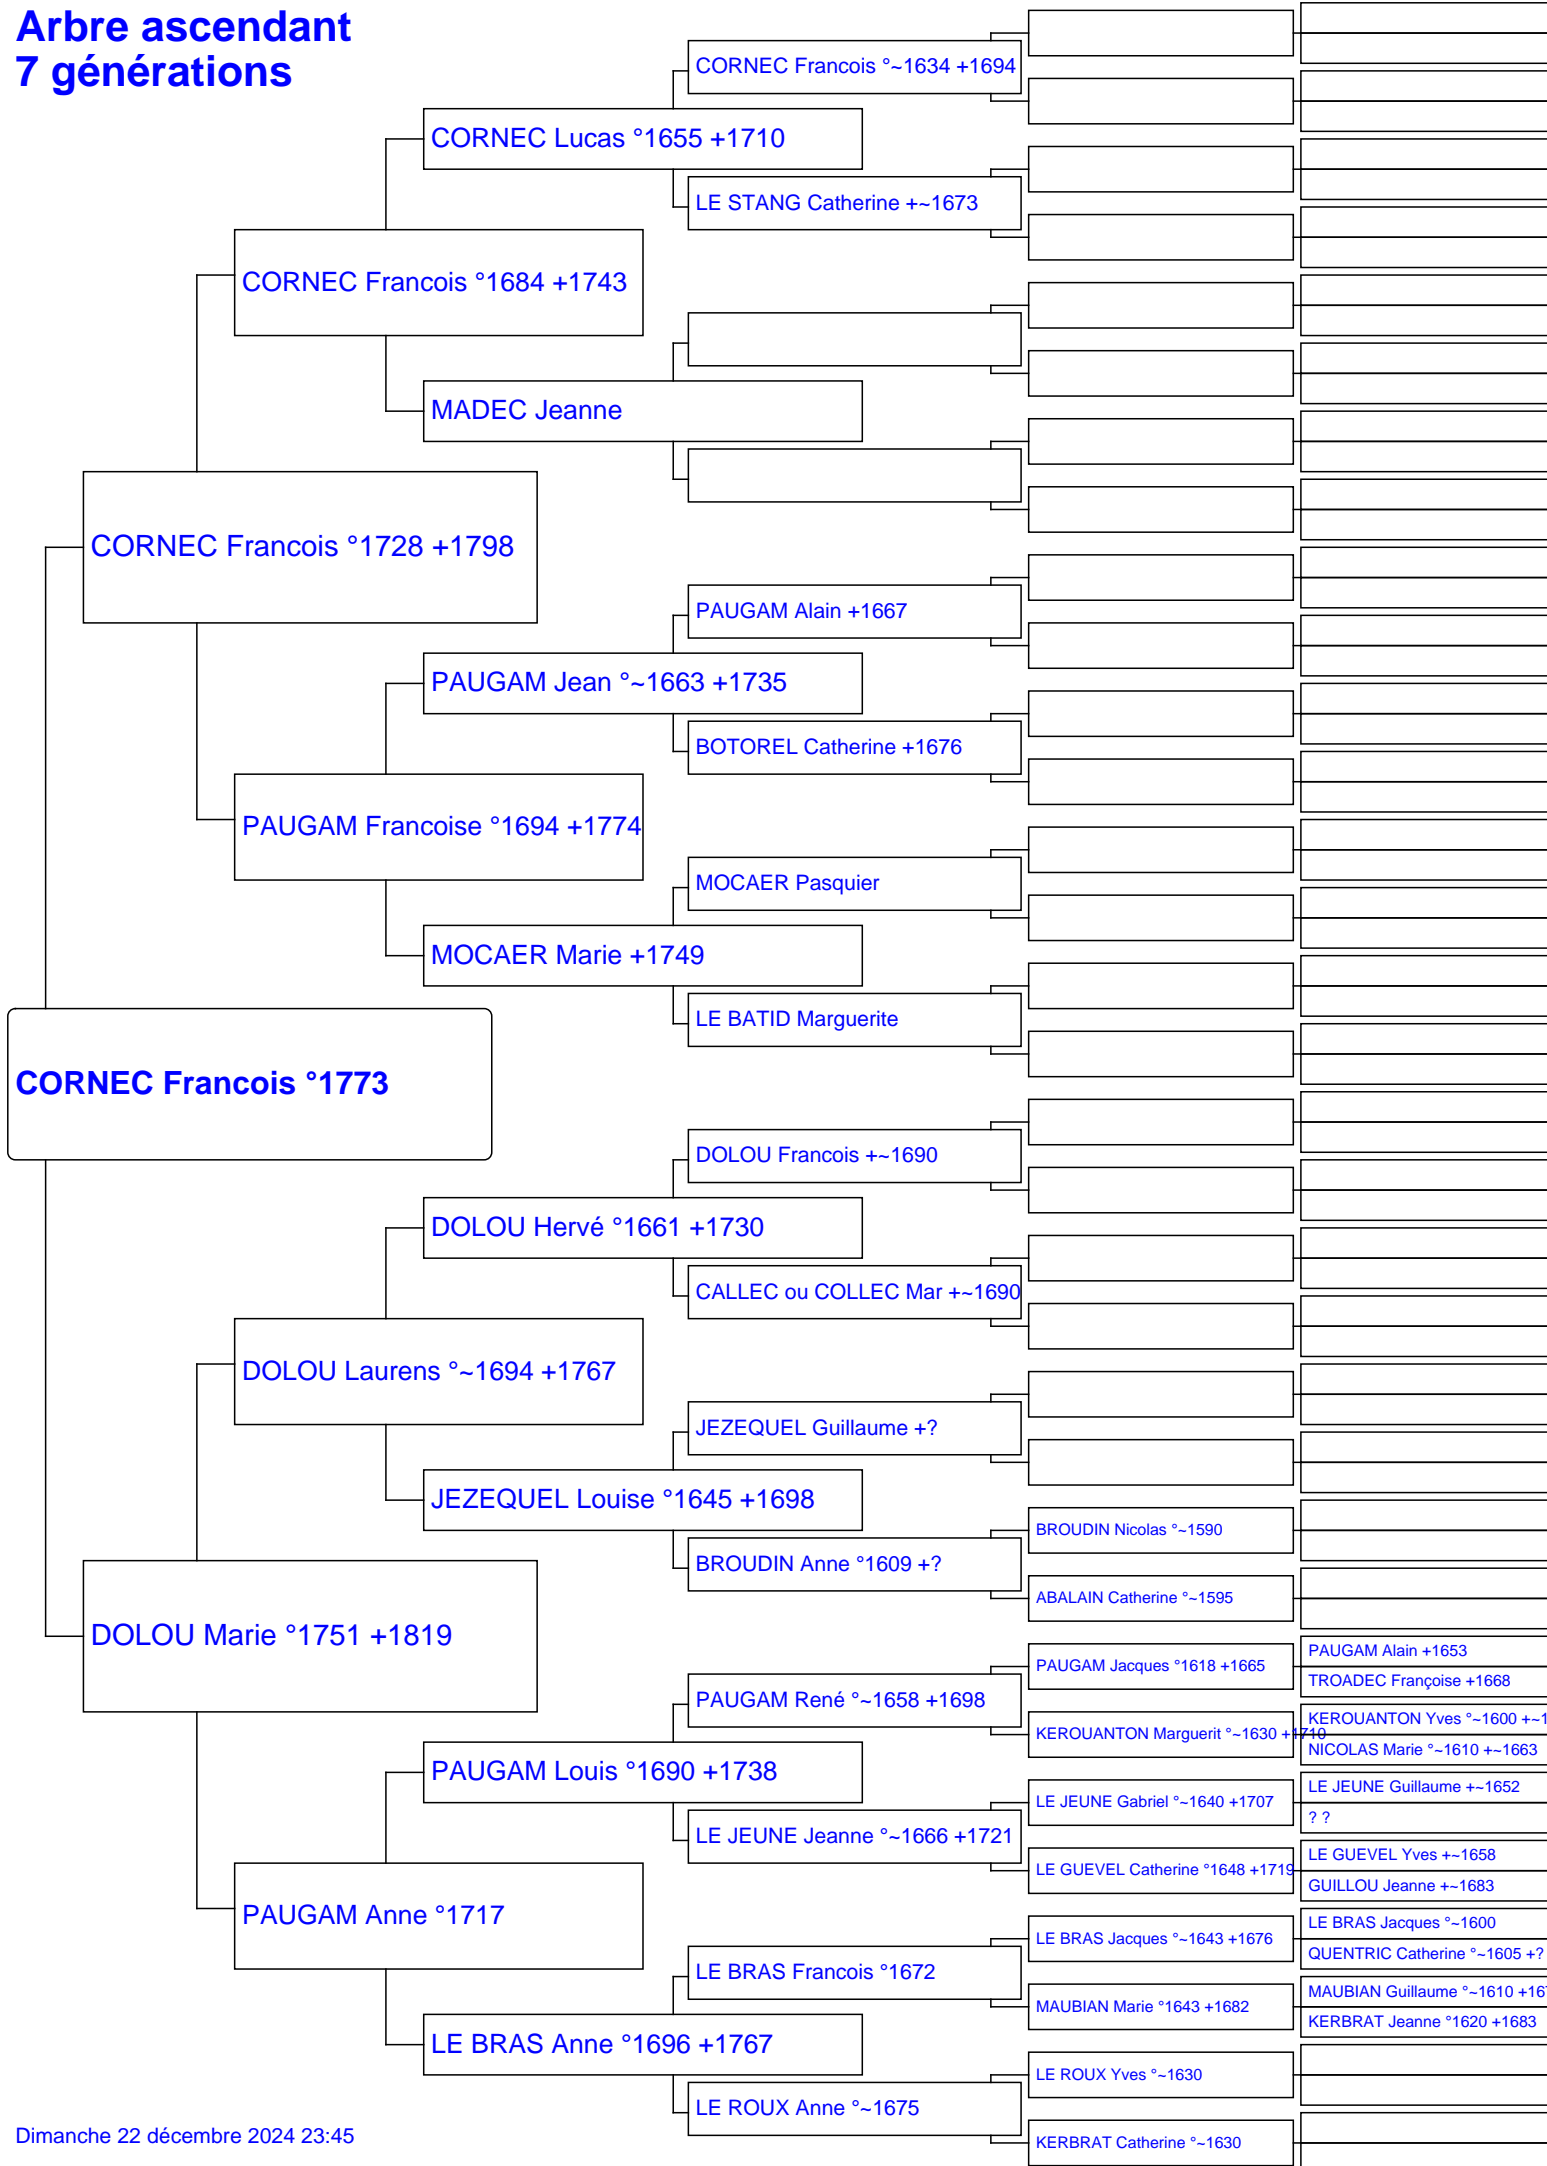 Arbre ascendant
7 générations
CORNEC Francois °~1634 +1694
CORNEC Lucas °1655 +1710
LE STANG Catherine +~1673
CORNEC Francois °1684 +1743
MADEC Jeanne
CORNEC Francois °1728 +1798
PAUGAM Alain +1667
PAUGAM Jean °~1663 +1735
BOTOREL Catherine +1676
PAUGAM Francoise °1694 +1774
MOCAER Pasquier
MOCAER Marie +1749
LE BATID Marguerite
CORNEC Francois °1773
DOLOU Francois +~1690
DOLOU Hervé °1661 +1730
CALLEC ou COLLEC Mar +~1690
DOLOU Laurens °~1694 +1767
JEZEQUEL Guillaume +?
JEZEQUEL Louise °1645 +1698
BROUDIN Nicolas °~1590
BROUDIN Anne °1609 +?
ABALAIN Catherine °~1595
DOLOU Marie °1751 +1819
PAUGAM Alain +1653
PAUGAM Jacques °1618 +1665
TROADEC Françoise +1668
PAUGAM René °~1658 +1698
KEROUANTON Yves °~1600 +~1
KEROUANTON Marguerit °~1630 +1710
NICOLAS Marie °~1610 +~1663
PAUGAM Louis °1690 +1738
LE JEUNE Guillaume +~1652
LE JEUNE Gabriel °~1640 +1707
? ?
LE JEUNE Jeanne °~1666 +1721
LE GUEVEL Yves +~1658
LE GUEVEL Catherine °1648 +1719
GUILLOU Jeanne +~1683
PAUGAM Anne °1717
LE BRAS Jacques °~1600
LE BRAS Jacques °~1643 +1676
QUENTRIC Catherine °~1605 +?
LE BRAS Francois °1672
MAUBIAN Guillaume °~1610 +16
MAUBIAN Marie °1643 +1682
KERBRAT Jeanne °1620 +1683
LE BRAS Anne °1696 +1767
LE ROUX Yves °~1630
LE ROUX Anne °~1675
KERBRAT Catherine °~1630
Dimanche 22 décembre 2024 23:45